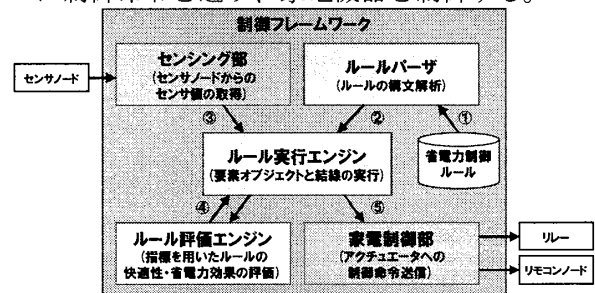 制御フレームワーク
センシング部
(センサノードからの
センサ値の取得)
ルールパーザ
(ルールの構文解析)
センサノード
③
②
①
ルール実行エンジン
(要素オブジェクトと結線の実行)
省電力制御
ルール
④
⑤
ルール評価エンジン
(指標を用いたルールの
快適性・省電力効果の評価)
家電制御部
(アクチュエータへの
制御命令送信)
リレー
リモコンノード